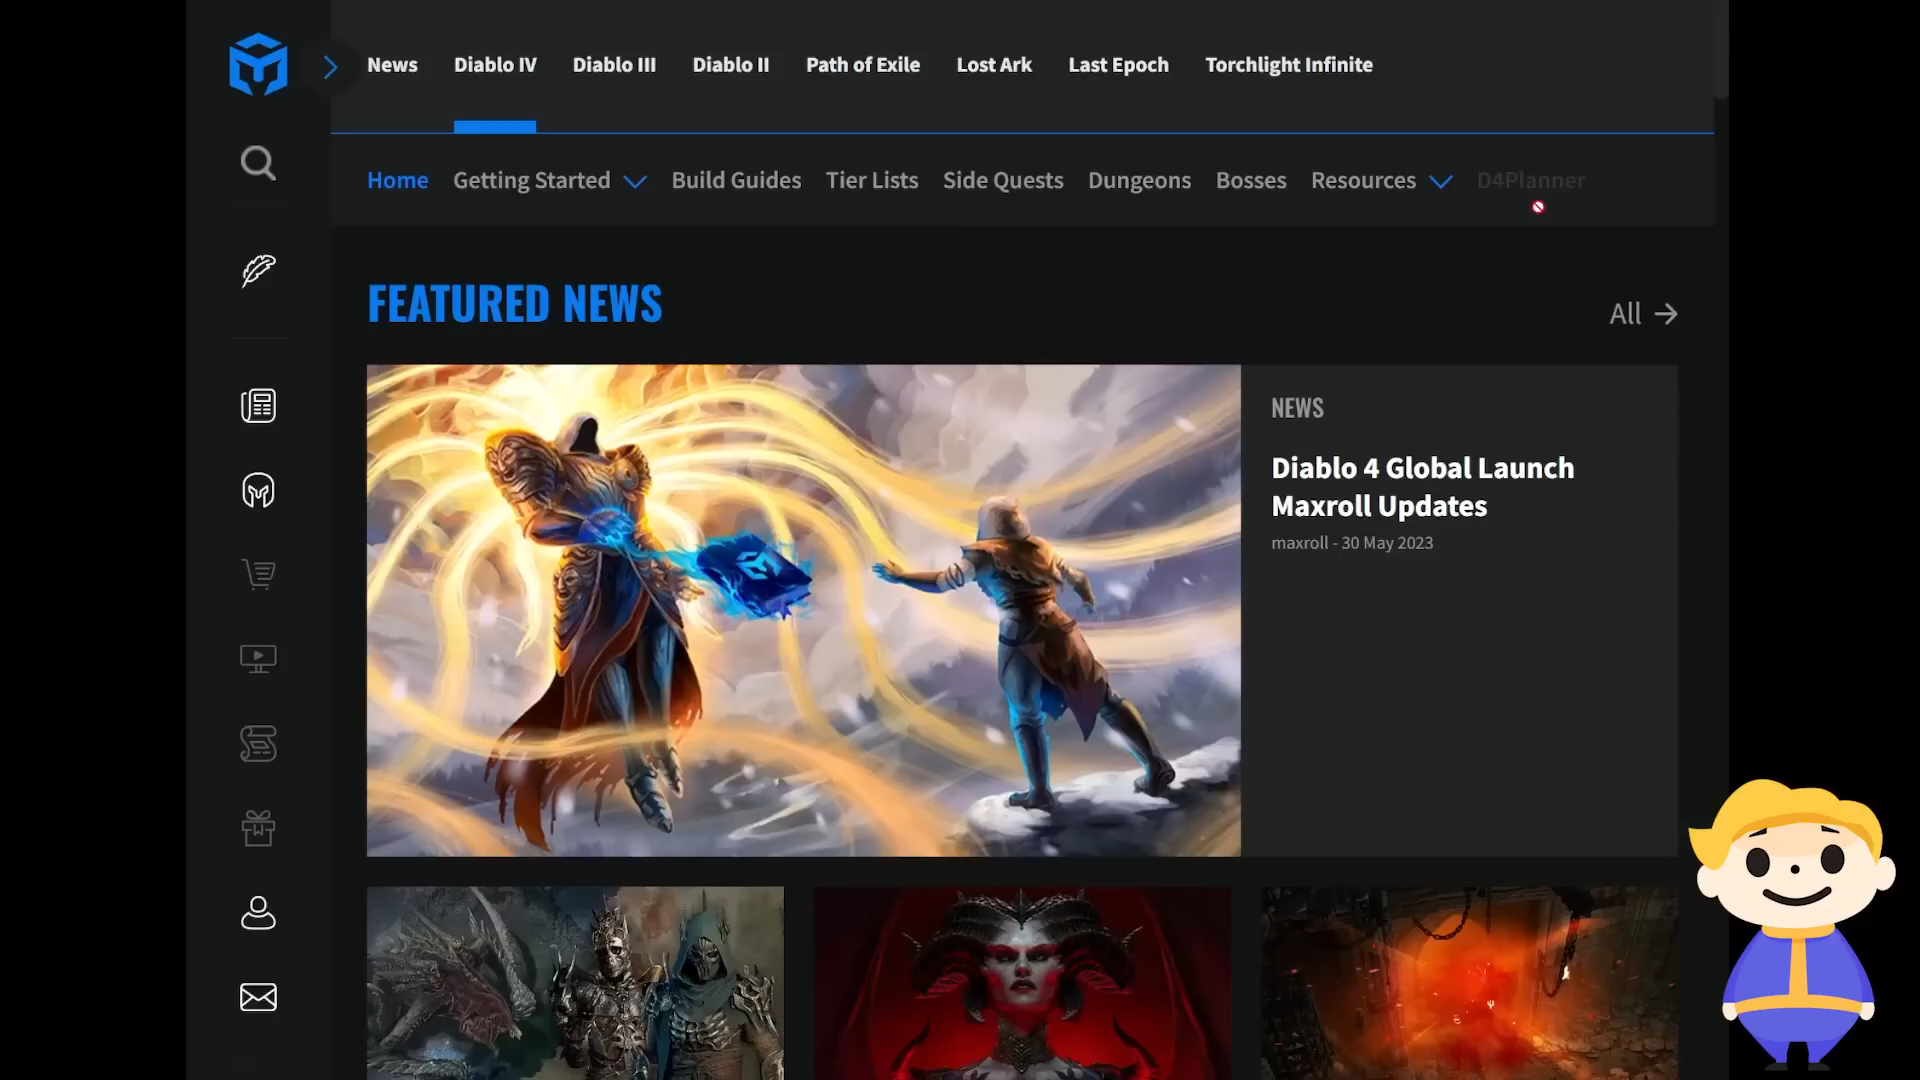 News Diablo IV Diablo III Diablo II Path of Exile Lost Ark Last Epoch Torchlight Infinite
Home Getting Started Build Guides Tier Lists Side Quests Dungeons Bosses Resources D4Planner
FEATURED NEWS
All
NEWS
Diablo 4 Global Launch
Maxroll Updates
maxroll - 30 May 2023